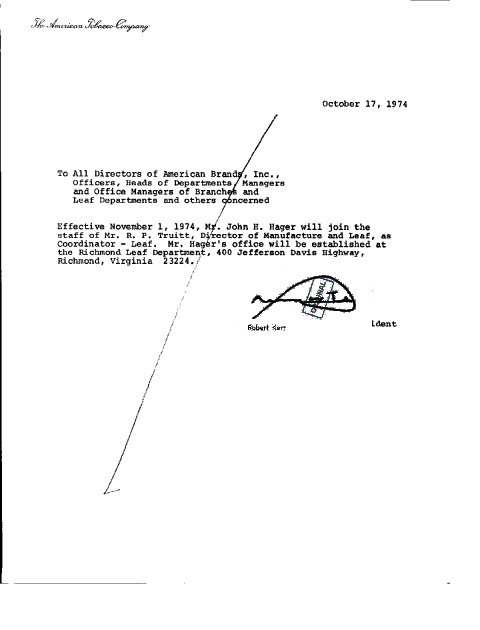 The American Tobacco Company
October 17, 1974
To All Directors of American Brands, Inc.,
Officers, Heads of Departments, Managers
and Office Managers of Branches and
Leaf Departments and others concerned
Effective November 1, 1974, Mr. John H. Hager will join the
staff of Mr. R. P. Truitt, Director of Manufacture and Leaf, as
Coordinator - Leaf. Mr. Hager's office will be established at
the Richmond Leaf Department, 400 Jefferson Davis Highway,
Richmond, Virginia 23224.
ORIGINAL
Robert Kerr
ident